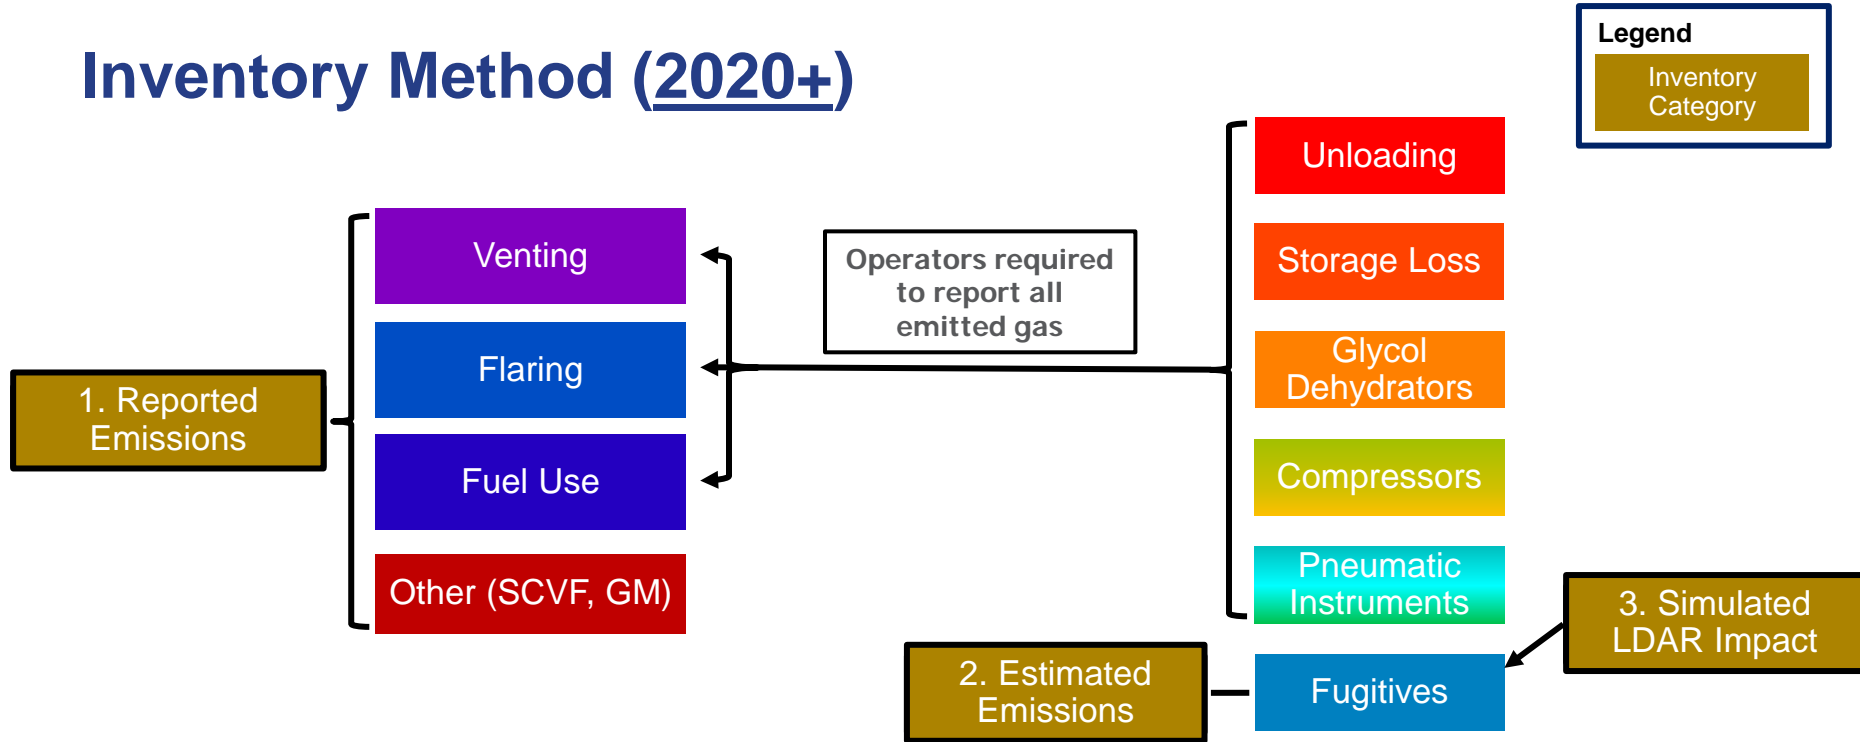 Inventory Method (2020+)
Legend
Inventory
Category
Venting
Flaring
Fuel Use
Other (SCVF, GM)
1. Reported
Emissions
Operators required
to report all
emitted gas
Unloading
Storage Loss
Glycol
Dehydrators
Compressors
Pneumatic
Instruments
Fugitives
2. Estimated
Emissions
3. Simulated
LDAR Impact